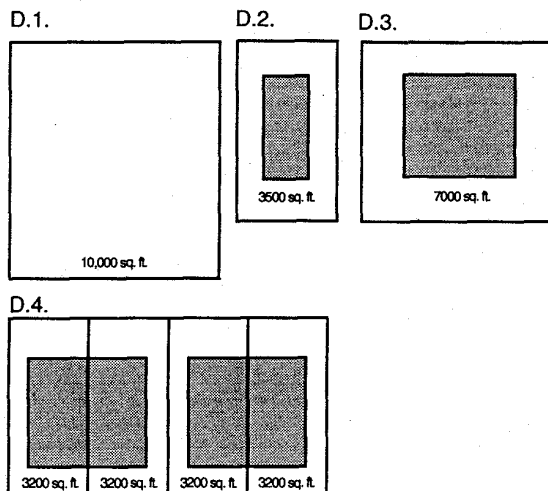 D.1.
D.2.
D.3.
3500 sq. ft.
7000 sq. ft.
10,000 sq. ft.
D.4.
3200 sq. ft. 3200 sq. ft. 3200 sq. ft. 3200 sq. ft.